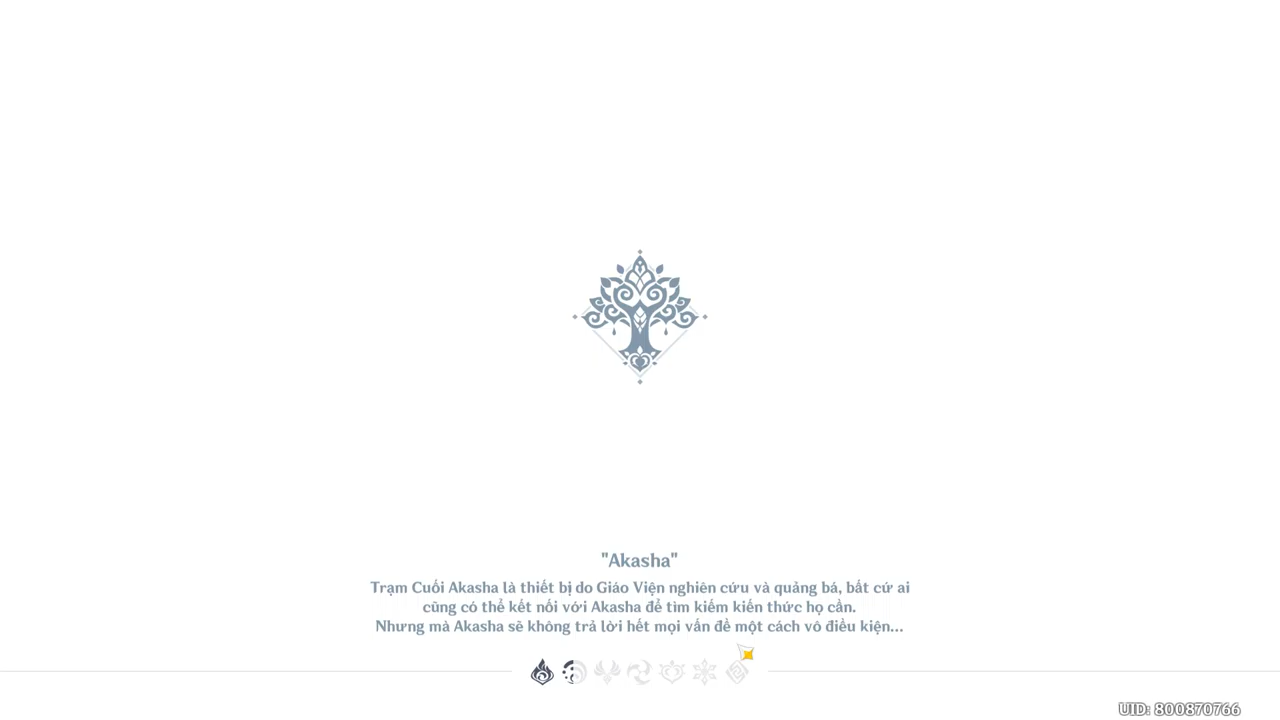 "Akasha"
Trạm Cuối Akasha là thiết bị do Giáo Viện nghiên cứu và quảng bá, bất cứ ai
cũng có thể kết nối với Akasha để tìm kiếm kiến thức họ cần.
Nhưng mà Akasha sẽ không trả lời hết mọi vấn đề một cách vô điều kiện...
UID: 800870766